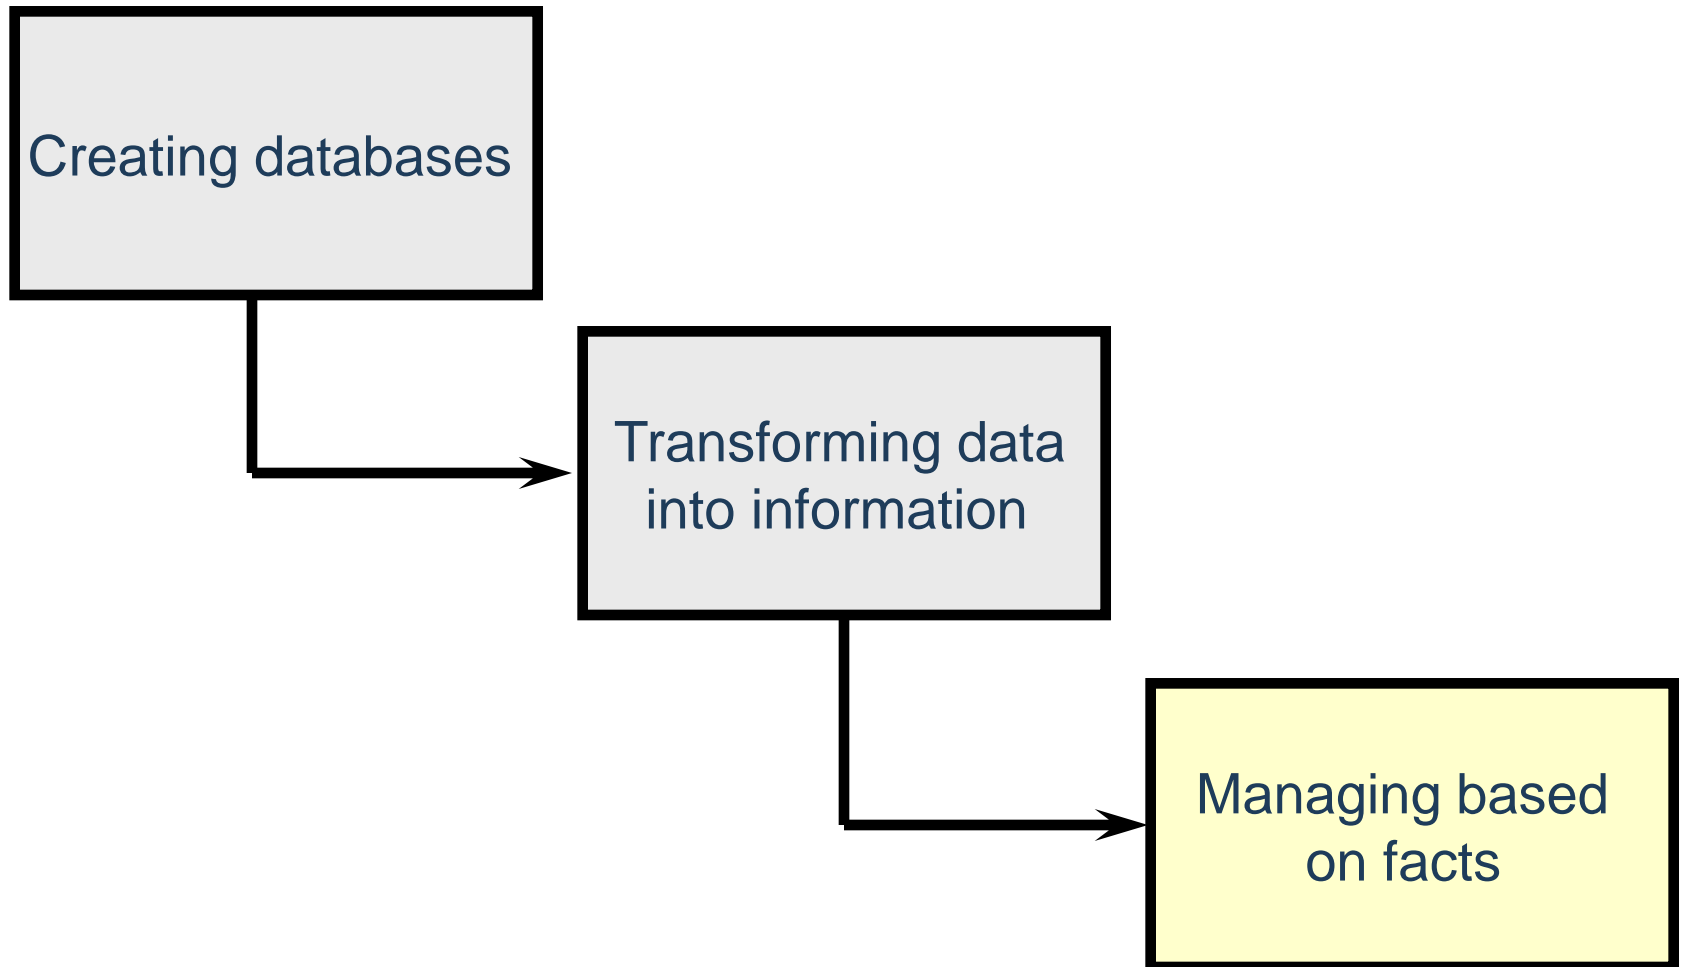 Creating databases
Transforming data
into information
Managing based
on facts